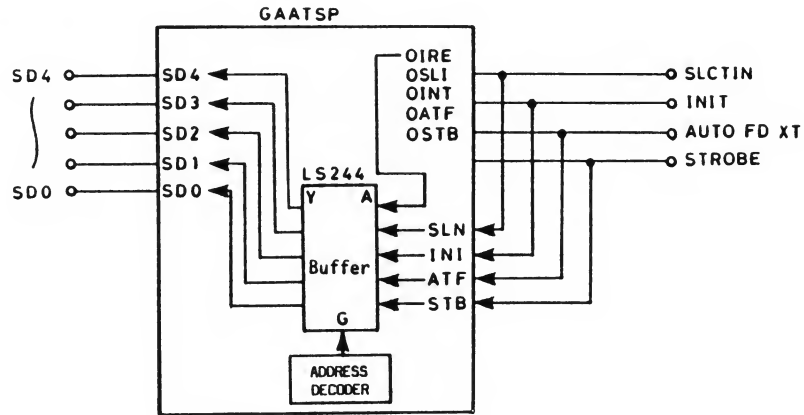 GAATSP
SD4
SD0
SD4
SD3
SD2
SD1
SD0
OIRE
OSLI
OINT
OATF
OSTB
SLCTIN
INIT
AUTO FD XT
STROBE
LS244
Y A
Buffer
G
SLN
INI
ATF
STB
ADDRESS
DECODER